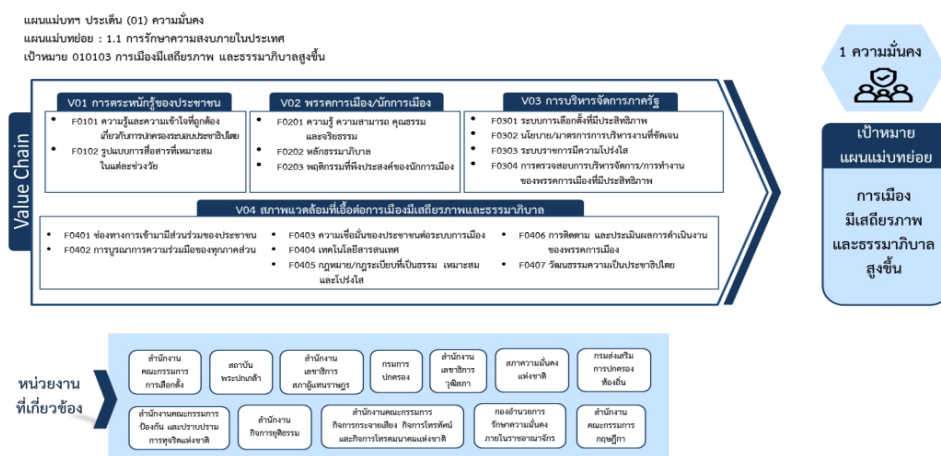 แผนแม่บทฯ ประเด็น (01) ความมั่นคง
แผนแม่บทย่อย : 1.1 การรักษาความสงบภายในประเทศ
เป้าหมาย 010103 การเมืองมีเสถียรภาพ และธรรมาภิบาลสูงขึ้น
Value Chain
V01 การตระหนักรู้ของประชาชน
• F0101 ความรู้และความเข้าใจที่ถูกต้อง
เกี่ยวกับการปกครองระบอบประชาธิปไตย
• F0102 รูปแบบการสื่อสารที่เหมาะสม
ในแต่ละช่วงวัย
V02 พรรคการเมือง/นักการเมือง
• F0201 ความรู้ ความสามารถ คุณธรรม
และจริยธรรม
• F0202 หลักธรรมาภิบาล
• F0203 พฤติกรรมที่พึงประสงค์ของนักการเมือง
V03 การบริหารจัดการภาครัฐ
• F0301 ระบบการเลือกตั้งที่มีประสิทธิภาพ
• F0302 นโยบาย/มาตรการการบริหารงานที่ชัดเจน
• F0303 ระบบราชการมีความโปร่งใส
• F0304 การตรวจสอบการบริหารจัดการ/การทำงาน
ของพรรคการเมืองที่มีประสิทธิภาพ
V04 สภาพแวดล้อมที่เอื้อต่อการเมืองมีเสถียรภาพและธรรมาภิบาล
• F0401 ช่องทางการเข้ามามีส่วนร่วมของประชาชน
• F0402 การบูรณาการความร่วมมือของทุกภาคส่วน
• F0403 ความเชื่อมั่นของประชาชนต่อระบบการเมือง
• F0404 เทคโนโลยีสารสนเทศ
• F0405 กฎหมาย/กฎระเบียบที่เป็นธรรม เหมาะสม
และโปร่งใส
• F0406 การติดตาม และประเมินผลการดำเนินงาน
ของพรรคการเมือง
• F0407 วัฒนธรรมความเป็นประชาธิปไตย
1 ความมั่นคง
เป้าหมาย
แผนแม่บทย่อย
การเมือง
มีเสถียรภาพ
และธรรมาภิบาล
สูงขึ้น
หน่วยงาน
ที่เกี่ยวข้อง
สำนักงาน
คณะกรรมการ
การเลือกตั้ง
สถาบัน
พระปกเกล้า
สำนักงาน
เลขาธิการ
สภาผู้แทนราษฎร
กรมการ
ปกครอง
สำนักงาน
เลขาธิการ
วุฒิสภา
สภาความมั่นคง
แห่งชาติ
กรมส่งเสริม
การปกครอง
ท้องถิ่น
สำนักงานคณะกรรมการ
ป้องกัน และปราบปราม
การทุจริตแห่งชาติ
สำนักงาน
กิจการยุติธรรม
สำนักงานคณะกรรมการ
กิจการกระจายเสียง กิจการโทรทัศน์
และกิจการโทรคมนาคมแห่งชาติ
กองอำนวยการ
รักษาความมั่นคง
ภายในราชอาณาจักร
สำนักงาน
คณะกรรมการ
กฤษฎีกา